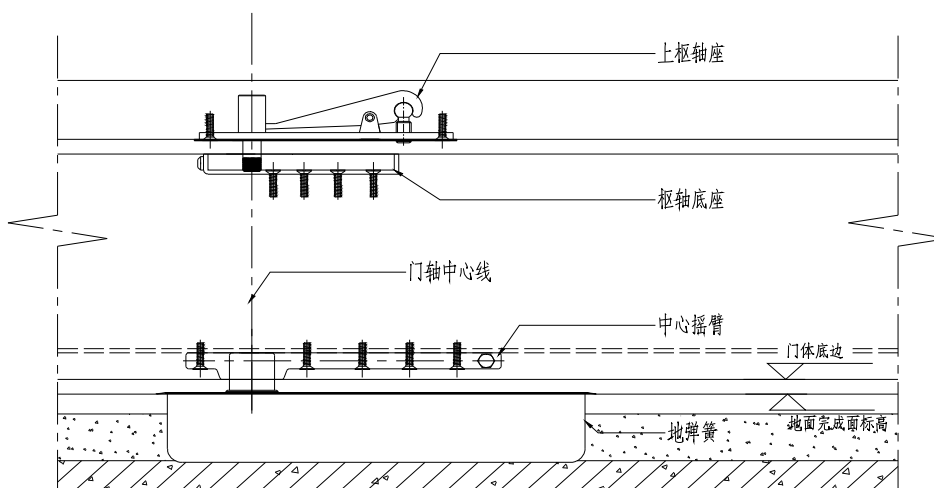 上枢轴座
枢轴底座
门轴中心线
中心摇臂
门体底边
地面完成面标高
地弹簧